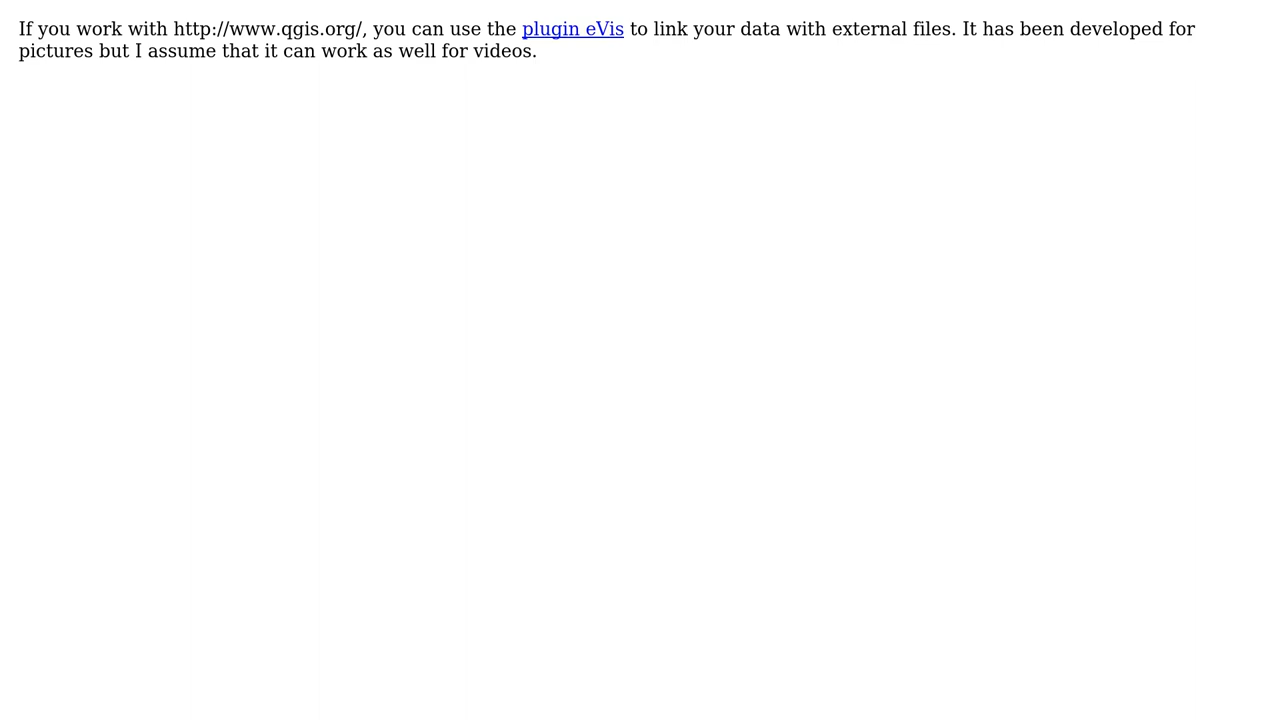 If you work with http://www.qgis.org/, you can use the plugin eVis to link your data with external files. It has been developed for
pictures but I assume that it can work as well for videos.